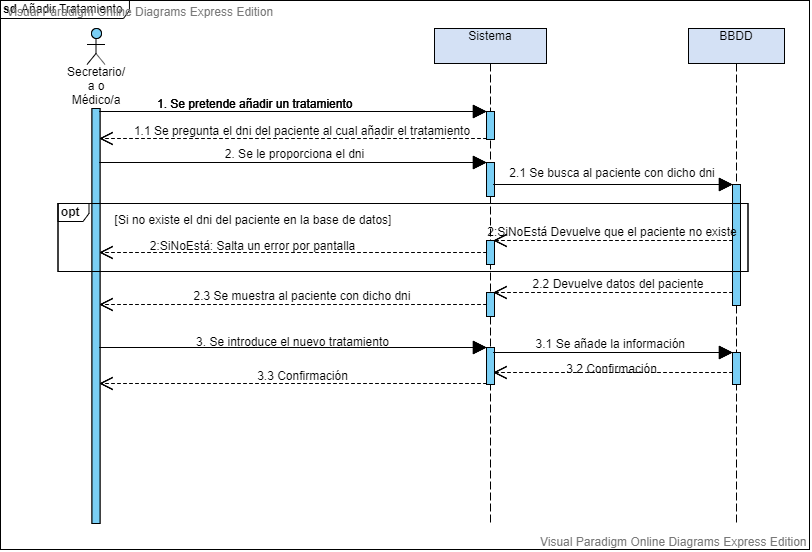 sd Añadir Tratamiento
Visual Paradigm Online Diagrams Express Edition
Secretario/
a o
Médico/a
Sistema
BBDD
1. Se pretende añadir un tratamiento
1.1 Se pregunta el dni del paciente al cual añadir el tratamiento
2. Se le proporciona el dni
2.1 Se busca al paciente con dicho dni
opt
[Si no existe el dni del paciente en la base de datos]
2:SiNoEstá Devuelve que el paciente no existe
2:SiNoEstá: Salta un error por pantalla
2.2 Devuelve datos del paciente
2.3 Se muestra al paciente con dicho dni
3. Se introduce el nuevo tratamiento
3.1 Se añade la información
3.2 Confirmación
3.3 Confirmación
Visual Paradigm Online Diagrams Express Edition